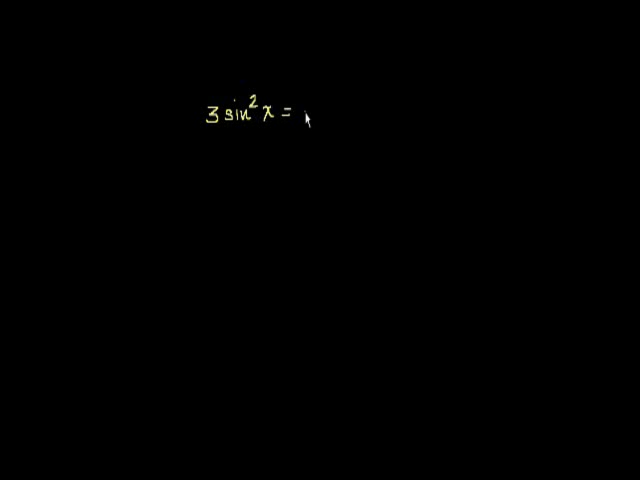 3 sin² x =